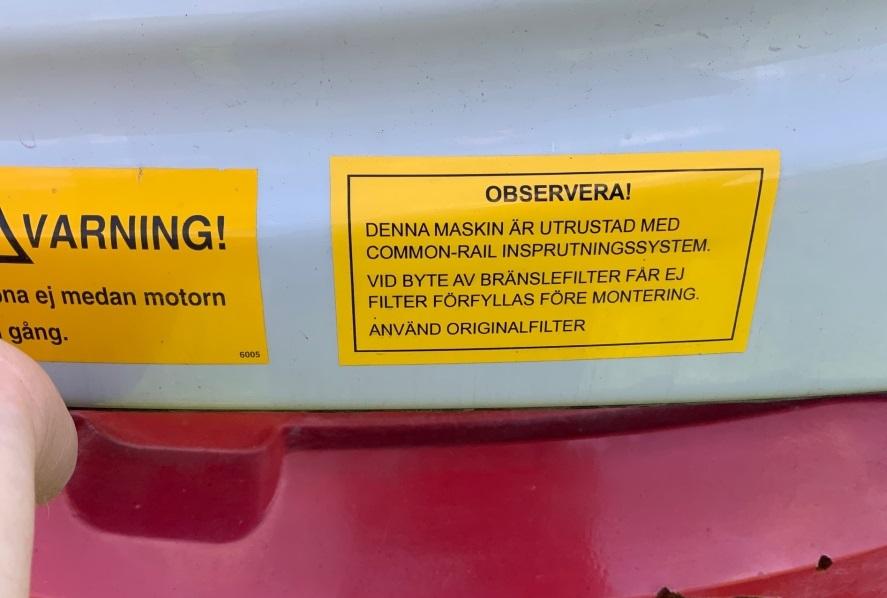 VARNING!
ej medan motorn
gång.
6005
OBSERVERA!
DENNA MASKIN ÄR UTRUSTAD MED
COMMON-RAIL INSPRUTNINGSSYSTEM.
VID BYTE AV BRÄNSLEFILTER FÅR EJ
FILTER FÖRFYLLAS FÖRE MONTERING.
ANVÄND ORIGINALFILTER